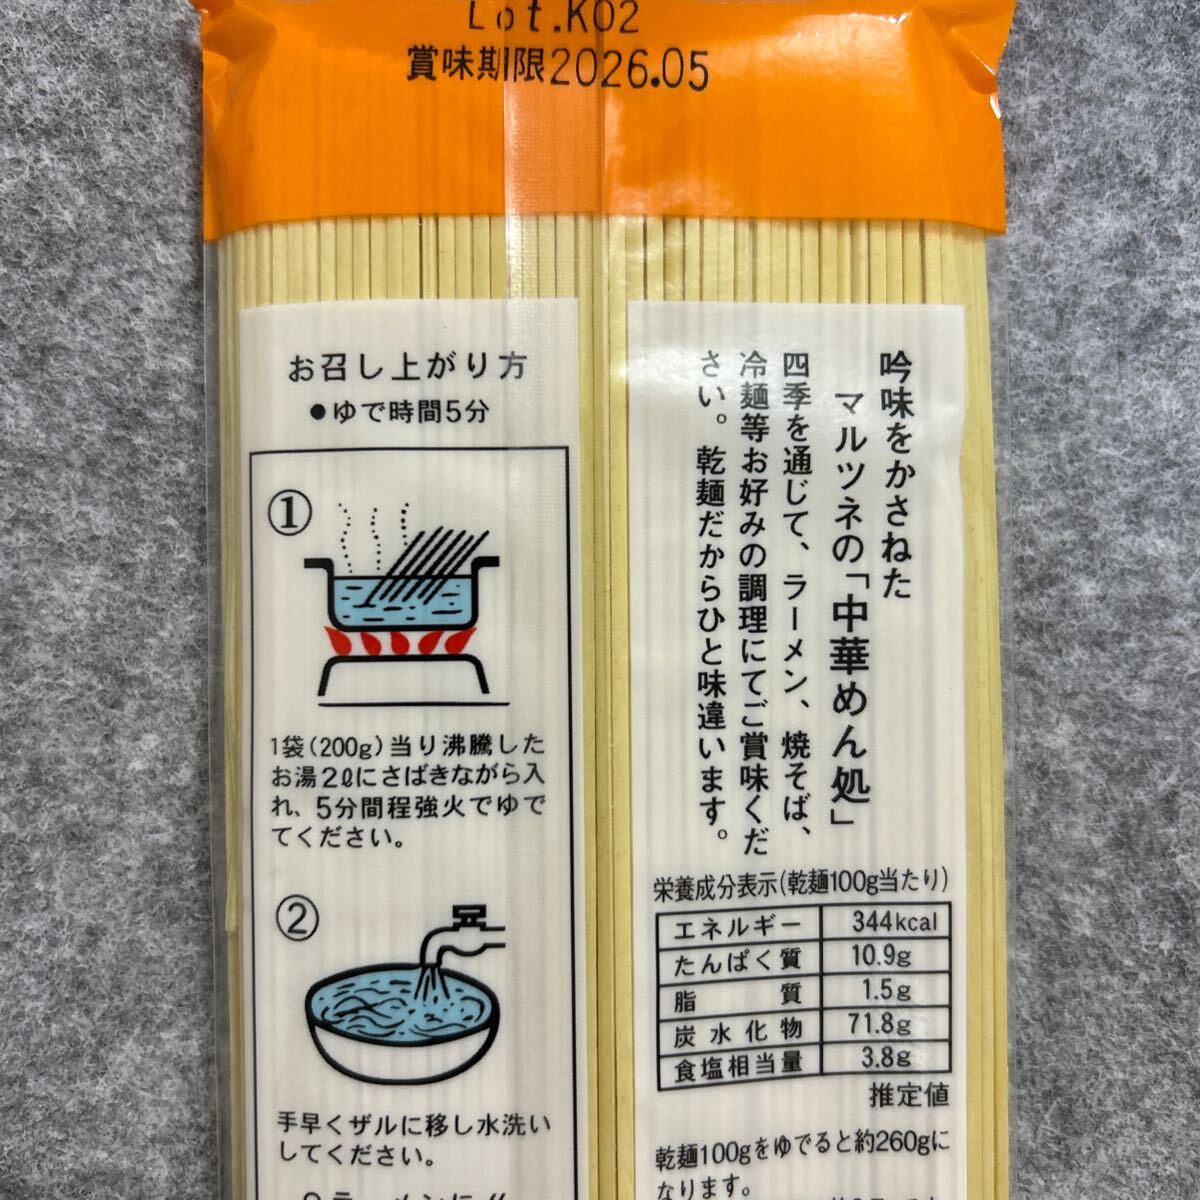 Lot.K02
賞味期限2026.05
お召し上がり方
●ゆで時間5分
①
1袋(200g)当り沸騰した
お湯2ℓにさばきながら入
れ、5分間程強火でゆで
てください。
②
手早くザルに移し水洗い
してください。
吟味をかさねた
マルツネの「中華めん処」
四季を通じて、ラーメン、焼そば、
冷麺等お好みの調理にてご賞味くだ
さい。乾麺だからひと味違います。
栄養成分表示(乾麺100g当たり)
エネルギー 344kcal
たんぱく質 10.9g
脂質 1.5g
炭水化物 71.8g
食塩相当量 3.8g
推定値
乾麺100gをゆでると約260gに
なります。